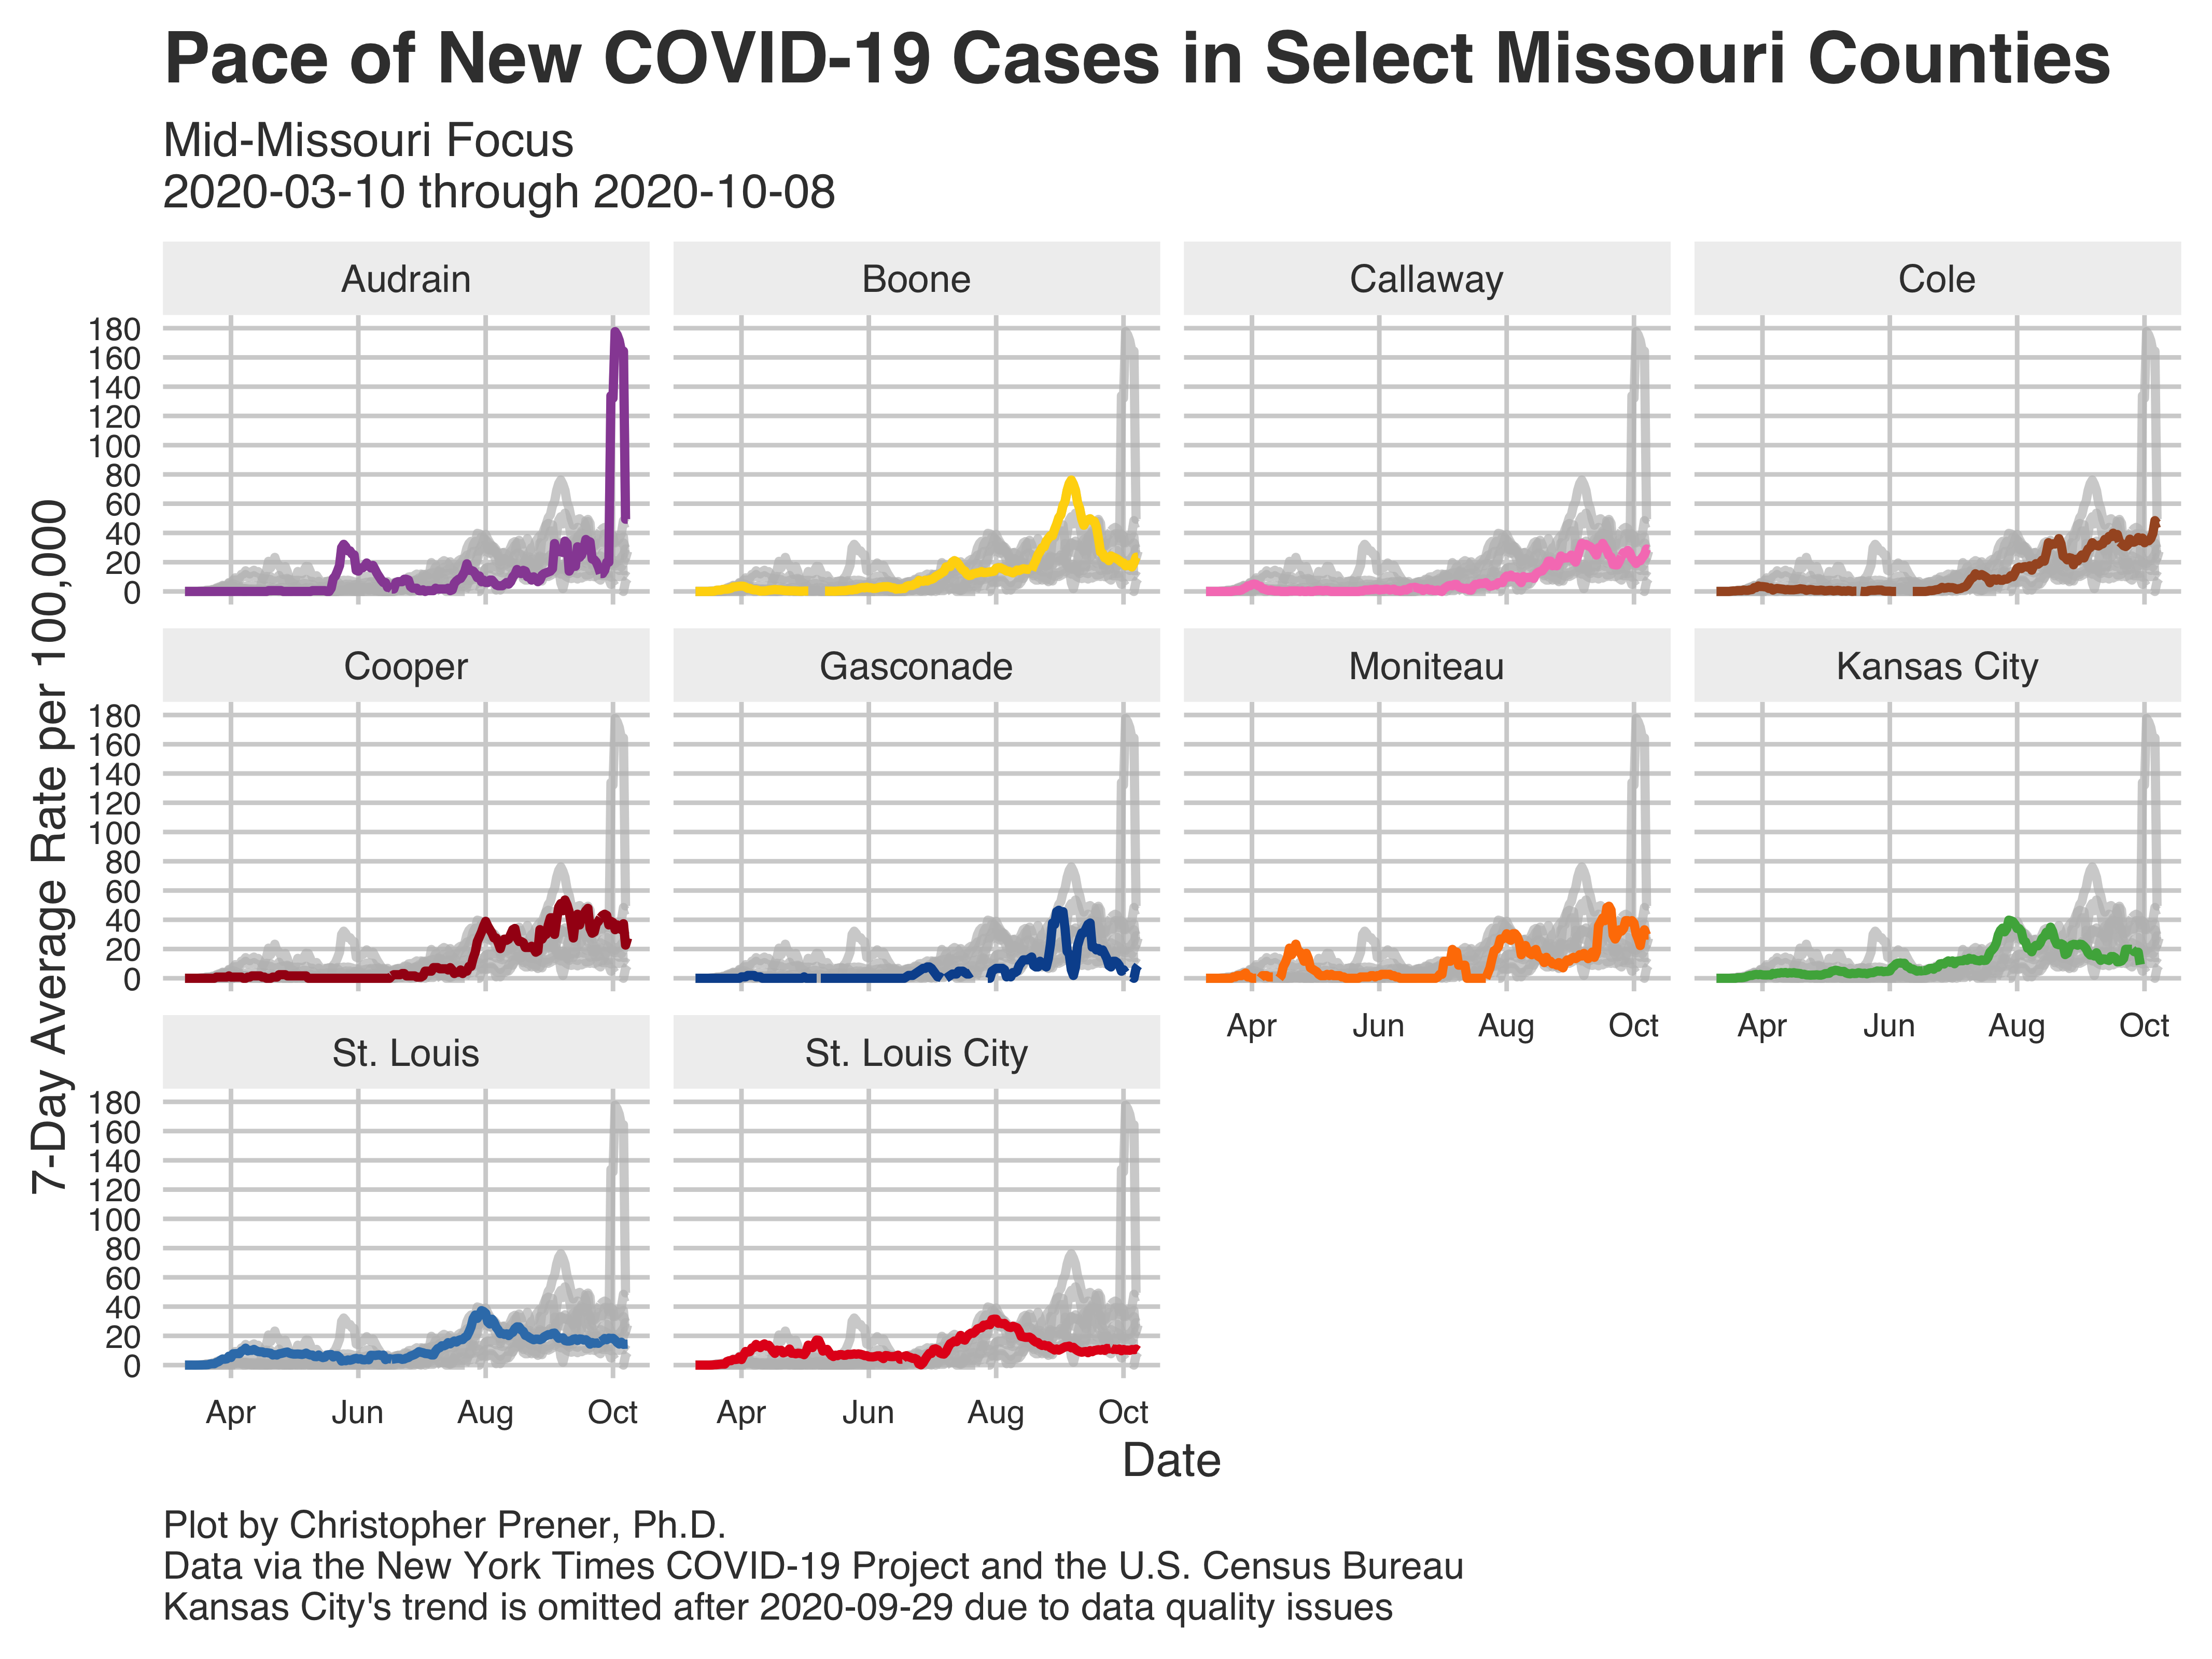 Pace of New COVID-19 Cases in Select Missouri Counties
Mid-Missouri Focus
2020-03-10 through 2020-10-08
7-Day Average Rate per 100,000
Audrain
Boone
Callaway
Cole
180
160
140
120
100
80
60
40
20
0
Cooper
Gasconade
Moniteau
Kansas City
180
160
140
120
100
80
60
40
20
0
Apr
Jun
Aug
Oct
Apr
Jun
Aug
Oct
St. Louis
St. Louis City
180
160
140
120
100
80
60
40
20
0
Apr
Jun
Aug
Oct
Apr
Jun
Aug
Oct
Date
Plot by Christopher Prener, Ph.D.
Data via the New York Times COVID-19 Project and the U.S. Census Bureau
Kansas City's trend is omitted after 2020-09-29 due to data quality issues